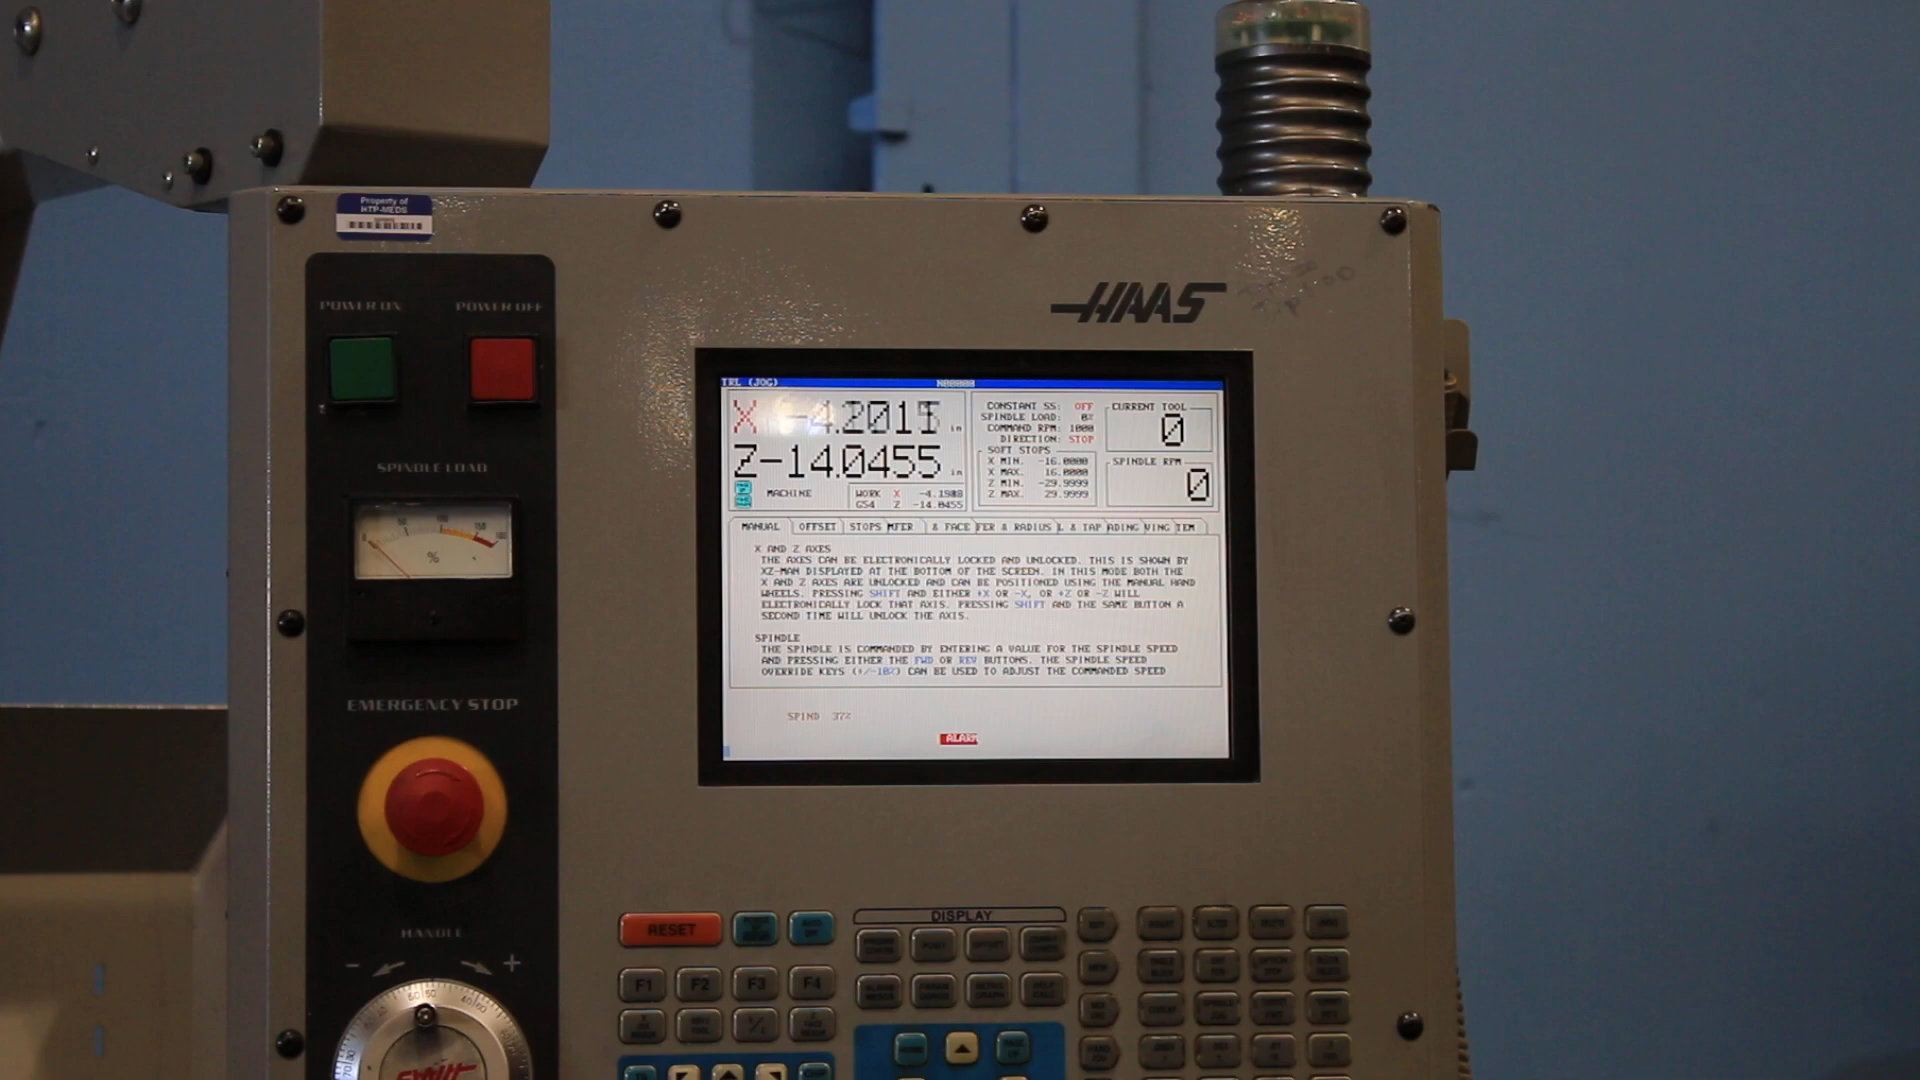 Property of
HTP-MEDS
POWER ON
POWER OFF
HAAS
SPINDLE LOAD
%
EMERGENCY STOP
HANDLE
- +
TRL (JOG)
N00000
X -4.201 in
Z-14.0455 in
MACHINE
WORK X -4.1988
G54 Z -14.0455
CONSTANT SS: OFF
SPINDLE LOAD: 0%
COMMAND RPM: 1000
DIRECTION: STOP
SOFT STOPS
X MIN. -16.0000
X MAX. 16.0000
Z MIN. -29.9999
Z MAX. 29.9999
CURRENT TOOL
0
SPINDLE RPM
0
MANUAL OFFSET STOPS MFER & FACE FER & RADIUS L & TAP ADING VING TEM
X AND Z AXES
THE AXES CAN BE ELECTRONICALLY LOCKED AND UNLOCKED. THIS IS SHOWN BY
XZ-MAN DISPLAYED AT THE BOTTOM OF THE SCREEN. IN THIS MODE BOTH THE
X AND Z AXES ARE UNLOCKED AND CAN BE POSITIONED USING THE MANUAL HAND
WHEELS. PRESSING SHIFT AND EITHER +X OR -X, OR +Z OR -Z WILL
ELECTRONICALLY LOCK THAT AXIS. PRESSING SHIFT AND THE SAME BUTTON A
SECOND TIME WILL UNLOCK THE AXIS.
SPINDLE
THE SPINDLE IS COMMANDED BY ENTERING A VALUE FOR THE SPINDLE SPEED
AND PRESSING EITHER THE FWD OR REV BUTTONS. THE SPINDLE SPEED
OVERRIDE KEYS (+/-10%) CAN BE USED TO ADJUST THE COMMANDED SPEED
SPIND 37%
ALARM
RESET
DISPLAY
F1 F2 F3 F4
HOME
PAGE UP